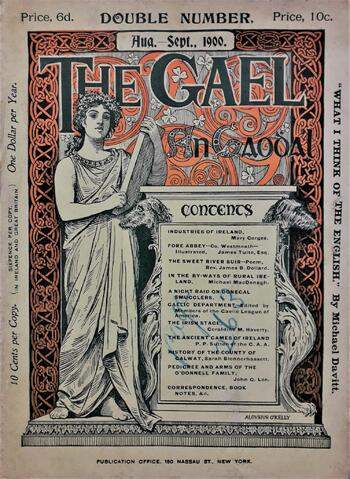 Price, 6d. DOUBLE NUMBER. Price, 10c.
Aug.-Sept., 1900.
THE GAEL
An Gaodal
CONTENTS
INDUSTRIES OF IRELAND,
Mary Gorges.
FORE ABBEY—Co. Westmeath—
Illustrated, James Tuite, Esq.
THE SWEET RIVER SUIR—Poem,
Rev. James B. Dollard.
IN THE BY-WAYS OF RURAL IRE-
LAND, Michael MacDonagh.
A NIGHT RAID ON DONEGAL
SMUGGLERS.
GAELIC DEPARTMENT—Edited by
Members of the Gaelic League of
America.
THE IRISH STAGE,
Geraldine M. Haverty.
THE ANCIENT GAMES OF IRELAND
P. P. Sutton of the G. A. A.
HISTORY OF THE COUNTY OF
GALWAY, Sarah Blennerhassett.
PEDIGREE AND ARMS OF THE
O'DONNELL FAMILY,
John C. Lee.
CORRESPONDENCE, BOOK
NOTES, &c.
ALOYSIUS O'KELLY
10 Cents per Copy. (SIXPENCE PER COPY, IN IRELAND AND GREAT BRITAIN.) One Dollar per Year.
"WHAT I THINK OF THE ENGLISH." By Michael Davitt.
PUBLICATION OFFICE, 150 NASSAU ST., NEW YORK.